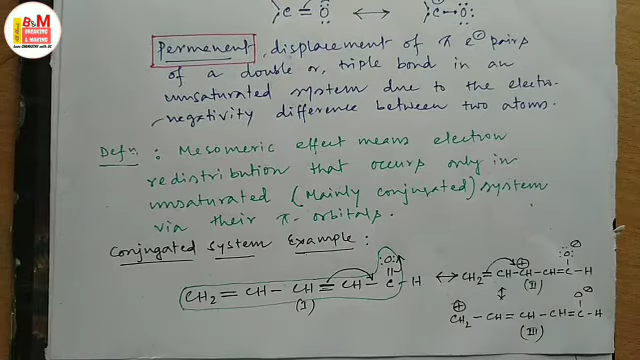 B&M
BREAKING & MAKING
>C = Ö: ⟷ >C – Ö:
Permenent, displacement of π e⊖ pairs
of a double or, triple bond in an
unsaturated system due to the electro-
negativity difference between two atoms.
Defn: : Mesomeric effect means electron
redistribution that occurs only in
unsaturated (Mainly conjugated) system
via their π-orbitals.
Conjugated System Example :
CH2 = CH – CH = CH – C(=O) – H ⟷ CH2 = CH – CH – CH = C(–O⊖) – H
(I) (II)
⊕CH2 – CH = CH – CH = C(–O⊖) – H
(III)